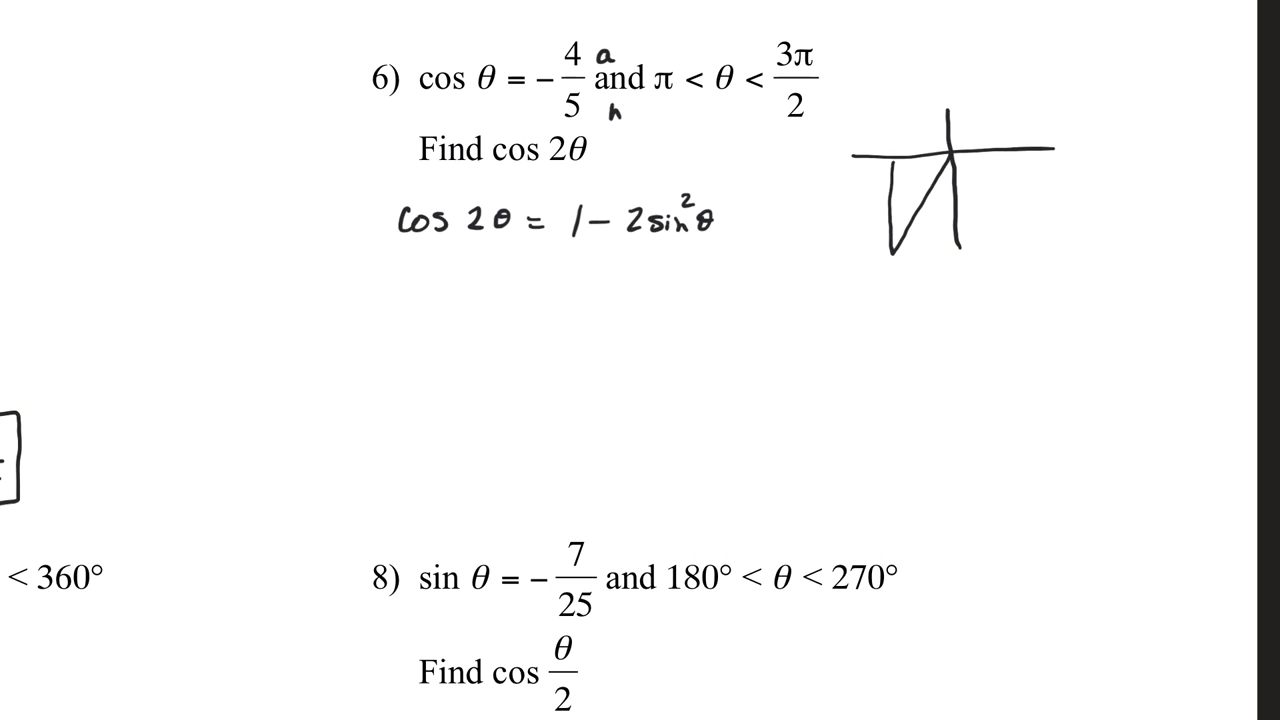 6) cos θ = −4/5 and π < θ < 3π/2
a
h
Find cos 2θ
cos 2θ = 1 − 2sin²θ
< 360°
8) sin θ = −7/25 and 180° < θ < 270°
Find cos θ/2